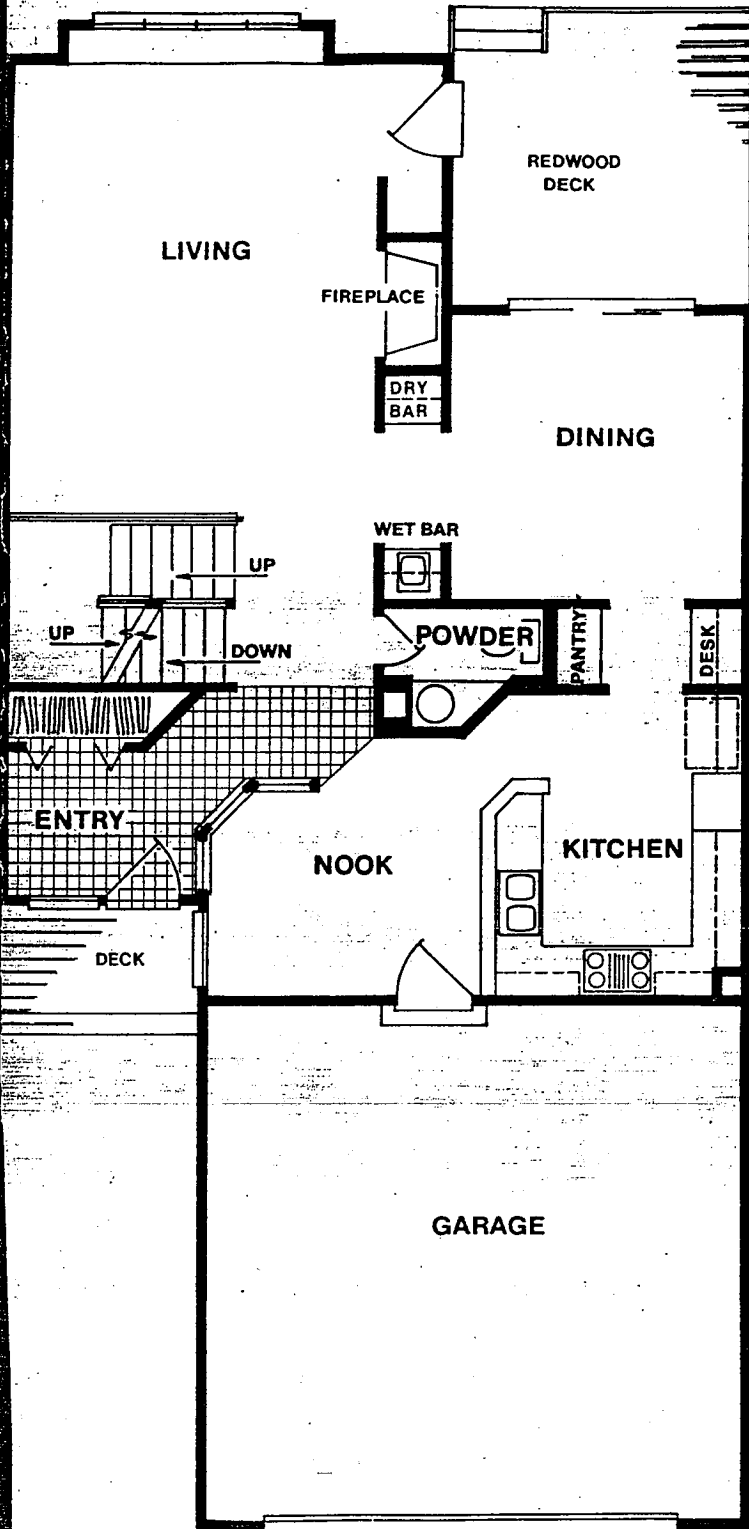 REDWOOD
DECK
LIVING
FIREPLACE
DRY
BAR
DINING
WET BAR
UP
UP
DOWN
POWDER
PANTRY
DESK
ENTRY
NOOK
KITCHEN
DECK
GARAGE